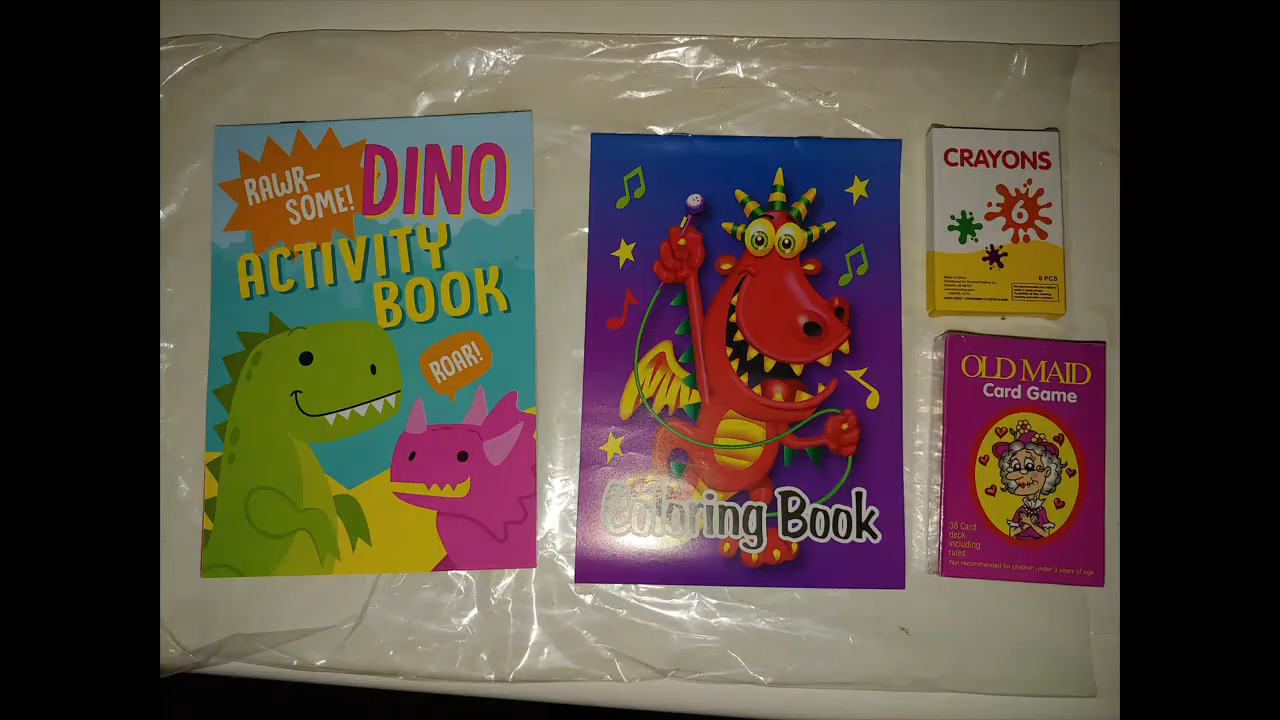 RAWR-
SOME!
DINO
ACTIVITY
BOOK
ROAR!
Coloring Book
CRAYONS
6
6 PCS
Made in China
OLD MAID
Card Game
38 Card
deck
including
rules
Not recommended for children under 3 years of age